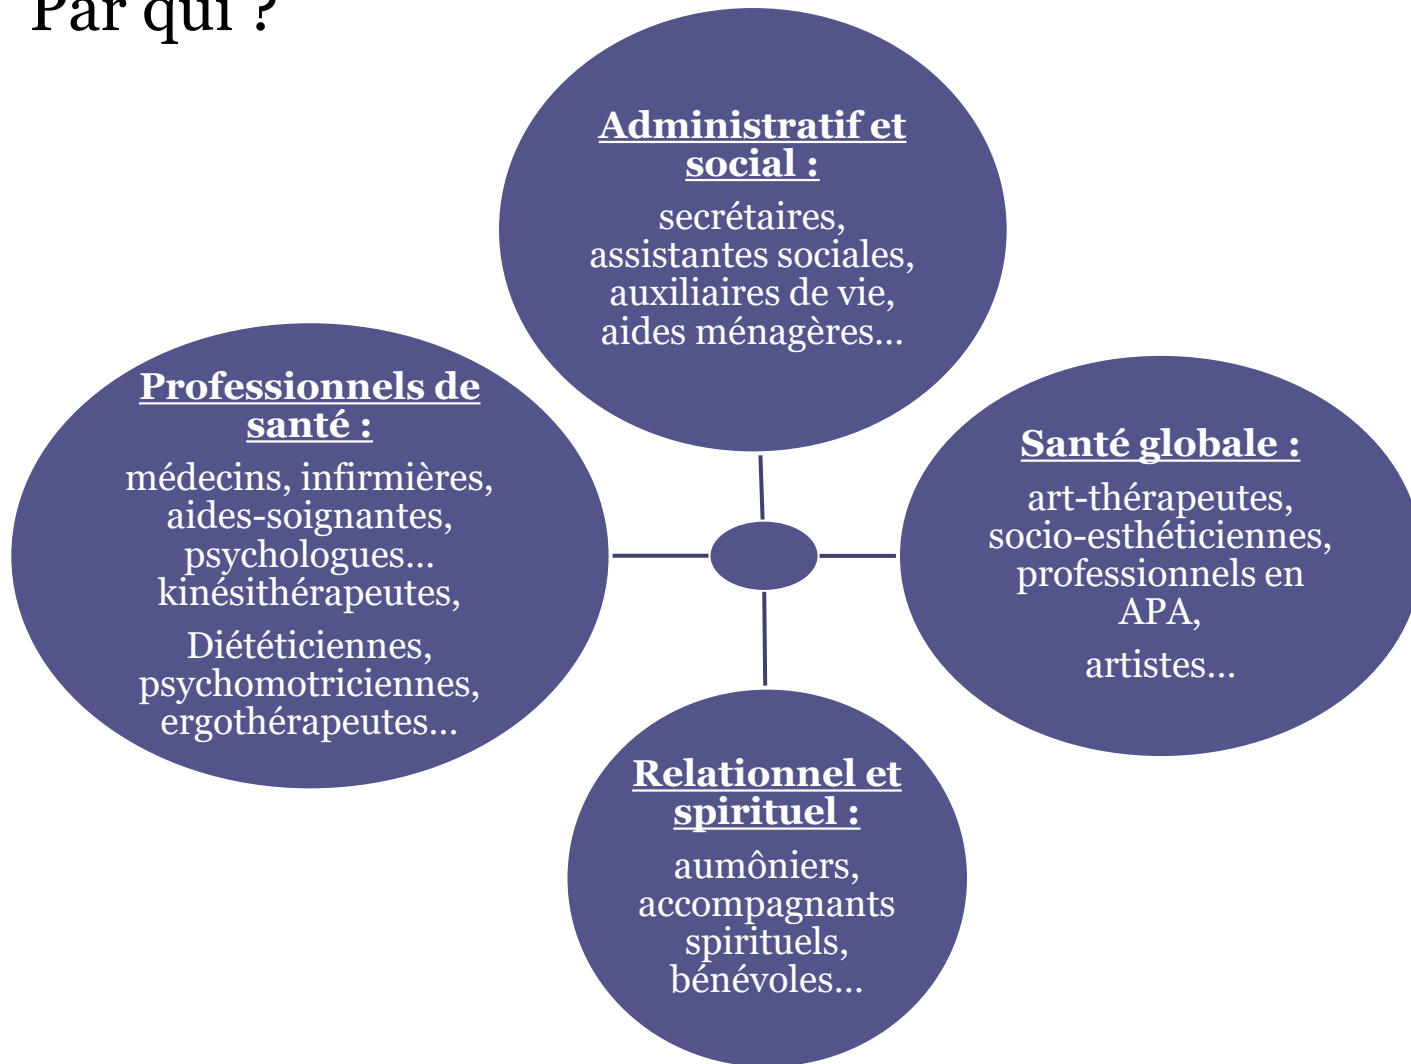 Par qui ?
Administratif et
social :
secrétaires,
assistantes sociales,
auxiliaires de vie,
aides ménagères...
Professionnels de
santé :
médecins, infirmières,
aides-soignantes,
psychologues...
kinésithérapeutes,
Diététiciennes,
psychomotriciennes,
ergothérapeutes...
Santé globale :
art-thérapeutes,
socio-esthéticiennes,
professionnels en
APA,
artistes...
Relationnel et
spirituel :
aumôniers,
accompagnants
spirituels,
bénévoles...